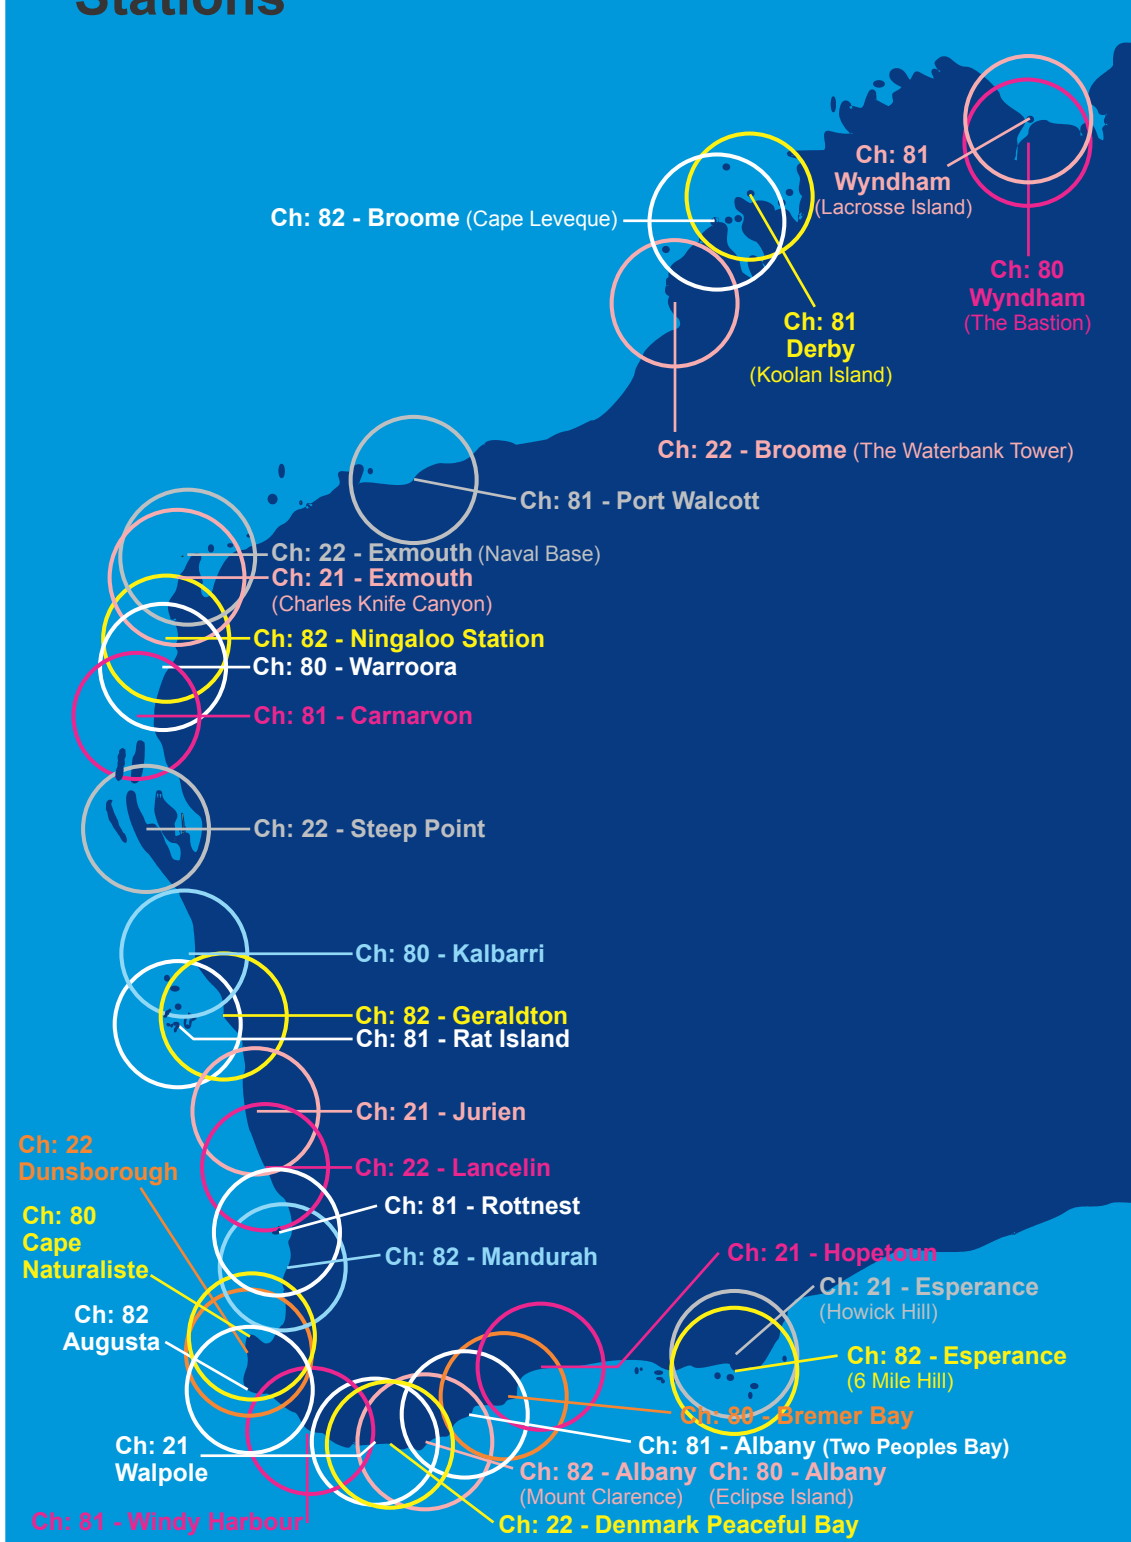 Stations
Ch: 81
Wyndham
(Lacrosse Island)
Ch: 82 - Broome (Cape Leveque)
Ch: 80
Wyndham
(The Bastion)
Ch: 81
Derby
(Koolan Island)
Ch: 22 - Broome (The Waterbank Tower)
Ch: 81 - Port Walcott
Ch: 22 - Exmouth (Naval Base)
Ch: 21 - Exmouth
(Charles Knife Canyon)
Ch: 82 - Ningaloo Station
Ch: 80 - Warroora
Ch: 81 - Carnarvon
Ch: 22 - Steep Point
Ch: 80 - Kalbarri
Ch: 82 - Geraldton
Ch: 81 - Rat Island
Ch: 21 - Jurien
Ch: 22
Dunsborough
Ch: 22 - Lancelin
Ch: 81 - Rottnest
Ch: 80
Cape
Naturaliste
Ch: 82 - Mandurah
Ch: 21 - Hopetoun
Ch: 21 - Esperance
(Howick Hill)
Ch: 82
Augusta
Ch: 82 - Esperance
(6 Mile Hill)
Ch: 80 - Bremer Bay
Ch: 81 - Albany (Two Peoples Bay)
Ch: 21
Walpole
Ch: 82 - Albany
(Mount Clarence)
Ch: 80 - Albany
(Eclipse Island)
Ch: 81 - Windy Harbour
Ch: 22 - Denmark Peaceful Bay